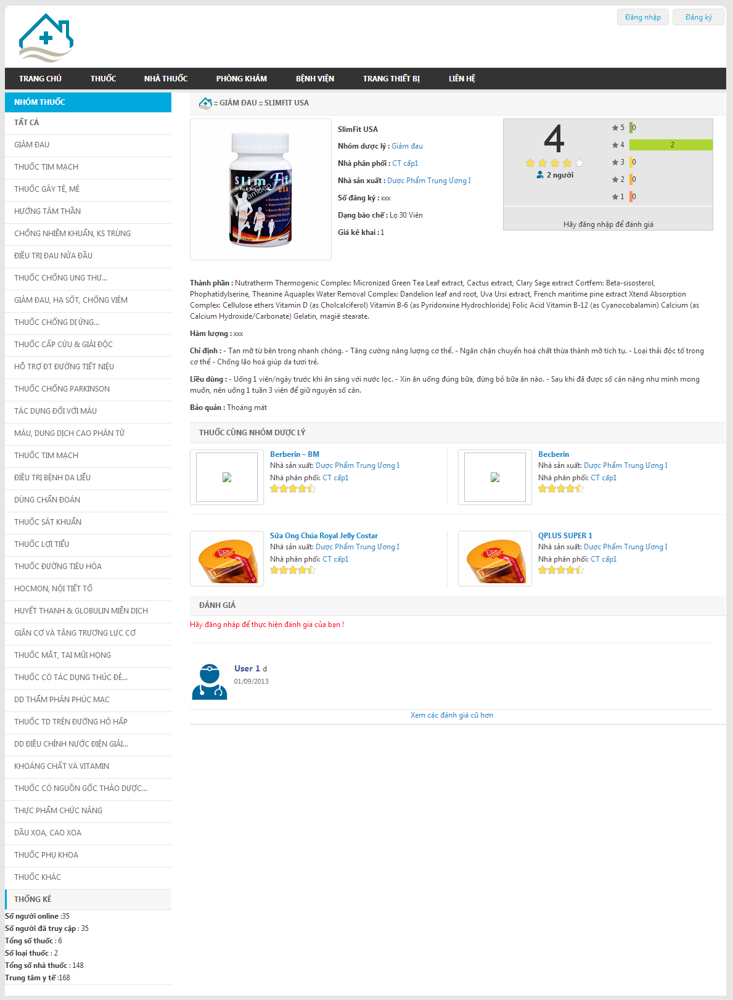 Đăng nhập
Đăng ký
TRANG CHỦ
THUỐC
NHÀ THUỐC
PHÒNG KHÁM
BỆNH VIỆN
TRANG THIẾT BỊ
LIÊN HỆ
NHÓM THUỐC
TẤT CẢ
GIẢM ĐAU
THUỐC TIM MẠCH
THUỐC GÂY TÊ, MÊ
HƯỚNG TÂM THẦN
CHỐNG NHIỄM KHUẨN, KS TRÙNG
ĐIỀU TRỊ ĐAU NỬA ĐẦU
THUỐC CHỐNG UNG THƯ...
GIẢM ĐAU, HẠ SỐT, CHỐNG VIÊM
THUỐC CHỐNG DỊ ỨNG...
THUỐC CẤP CỨU & GIẢI ĐỘC
HỖ TRỢ ĐT ĐƯỜNG TIẾT NIỆU
THUỐC CHỐNG PARKINSON
TÁC DỤNG ĐỐI VỚI MÁU
MÁU, DUNG DỊCH CAO PHÂN TỬ
THUỐC TIM MẠCH
ĐIỀU TRỊ BỆNH DA LIỄU
DÙNG CHẨN ĐOÁN
THUỐC SÁT KHUẨN
THUỐC LỢI TIỂU
THUỐC ĐƯỜNG TIÊU HÓA
HOCMON, NỘI TIẾT TỐ
HUYẾT THANH & GLOBULIN MIỄN DỊCH
GIÃN CƠ VÀ TĂNG TRƯƠNG LỰC CƠ
THUỐC MẮT, TAI MŨI HỌNG
THUỐC CÓ TÁC DỤNG THÚC ĐẺ...
DD THẨM PHÂN PHÚC MẠC
THUỐC TD TRÊN ĐƯỜNG HÔ HẤP
DD ĐIỀU CHỈNH NƯỚC ĐIỆN GIẢI...
KHOÁNG CHẤT VÀ VITAMIN
THUỐC CÓ NGUỒN GỐC THẢO DƯỢC...
THỰC PHẨM CHỨC NĂNG
DẦU XOA, CAO XOA
THUỐC PHỤ KHOA
THUỐC KHÁC
THỐNG KÊ
Số người online :35
Số người đã truy cập : 35
Tổng số thuốc : 6
Số loại thuốc : 2
Tổng số nhà thuốc : 148
Trung tâm y tế :168
:: GIẢM ĐAU :: SLIMFIT USA
Slim Fit
USA
SlimFit USA
Nhóm dược lý : Giảm đau
Nhà phân phối : CT cấp1
Nhà sản xuất : Dược Phẩm Trung Ương I
Số đăng ký : xxx
Dạng bào chế : Lọ 30 Viên
Giá kê khai : 1
4
2 người
5 0
4 2
3 0
2 0
1 0
Hãy đăng nhập để đánh giá
Thành phần : Nutratherm Thermogenic Complex: Micronized Green Tea Leaf extract, Cactus extract, Clary Sage extract Cortfem: Beta-sisosterol,
Phophatidylserine, Theanine Aquaplex Water Removal Complex: Dandelion leaf and root, Uva Ursi extract, French maritime pine extract Xtend Absorption
Complex: Cellulose ethers Vitamin D (as Cholcalciferol) Vitamin B-6 (as Pyridonxine Hydrochloride) Folic Acid Vitamin B-12 (as Cyanocobalamin) Calcium (as
Calcium Hydroxide/Carbonate) Gelatin, magiê stearate.
Hàm lượng : xxx
Chỉ định : - Tan mỡ từ bên trong nhanh chóng. - Tăng cường năng lượng cơ thể. - Ngăn chặn chuyển hoá chất thừa thành mỡ tích tụ. - Loại thải độc tố trong
cơ thể - Chống lão hoá giúp da tươi trẻ.
Liều dùng : - Uống 1 viên/ngày trước khi ăn sáng với nước lọc. - Xin ăn uống đúng bữa, đừng bỏ bữa ăn nào. - Sau khi đã được số cân nặng như mình mong
muốn, nên uống 1 tuần 3 viên để giữ nguyên số cân.
Bảo quản : Thoáng mát
THUỐC CÙNG NHÓM DƯỢC LÝ
Berberin – BM
Nhà sản xuất: Dược Phẩm Trung Ương I
Nhà phân phối: CT cấp1
Becberin
Nhà sản xuất: Dược Phẩm Trung Ương I
Nhà phân phối: CT cấp1
Sữa Ong Chúa Royal Jelly Costar
Nhà sản xuất: Dược Phẩm Trung Ương I
Nhà phân phối: CT cấp1
QPLUS SUPER 1
Nhà sản xuất: Dược Phẩm Trung Ương I
Nhà phân phối: CT cấp1
ĐÁNH GIÁ
Hãy đăng nhập để thực hiện đánh giá của bạn !
User 1 d
01/09/2013
Xem các đánh giá cũ hơn